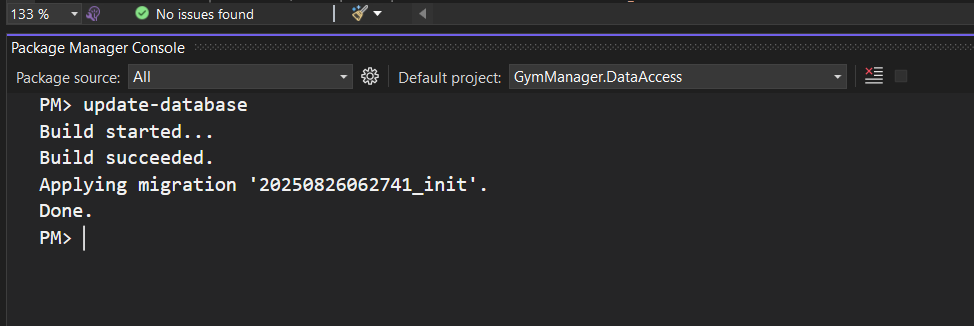 133 %
No issues found
Package Manager Console
Package source: All
Default project: GymManager.DataAccess
PM> update-database
Build started...
Build succeeded.
Applying migration '20250826062741_init'.
Done.
PM>